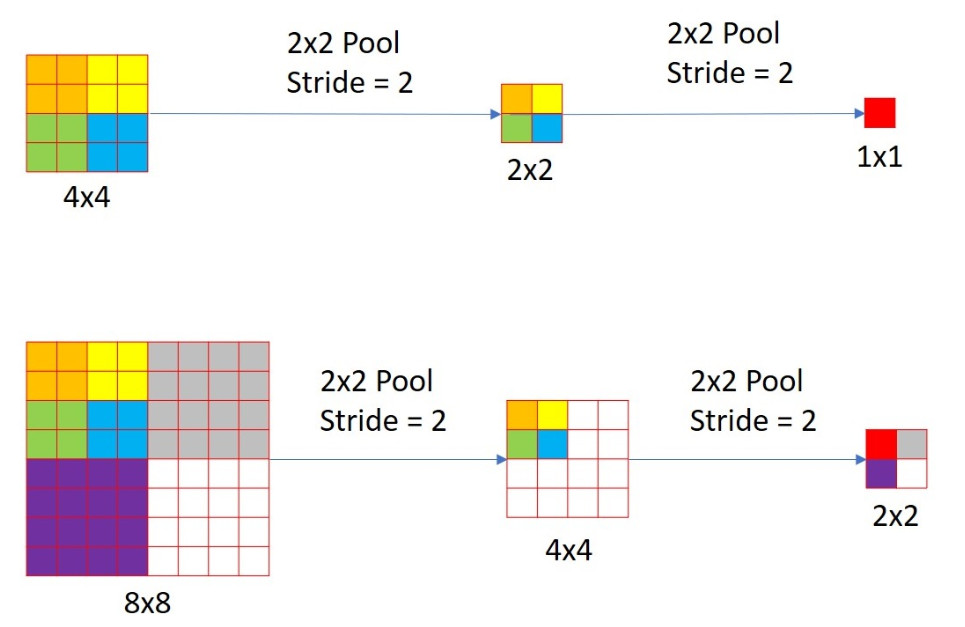 2x2 Pool
Stride = 2
2x2 Pool
Stride = 2
4x4
2x2
1x1
2x2 Pool
Stride = 2
2x2 Pool
Stride = 2
8x8
4x4
2x2